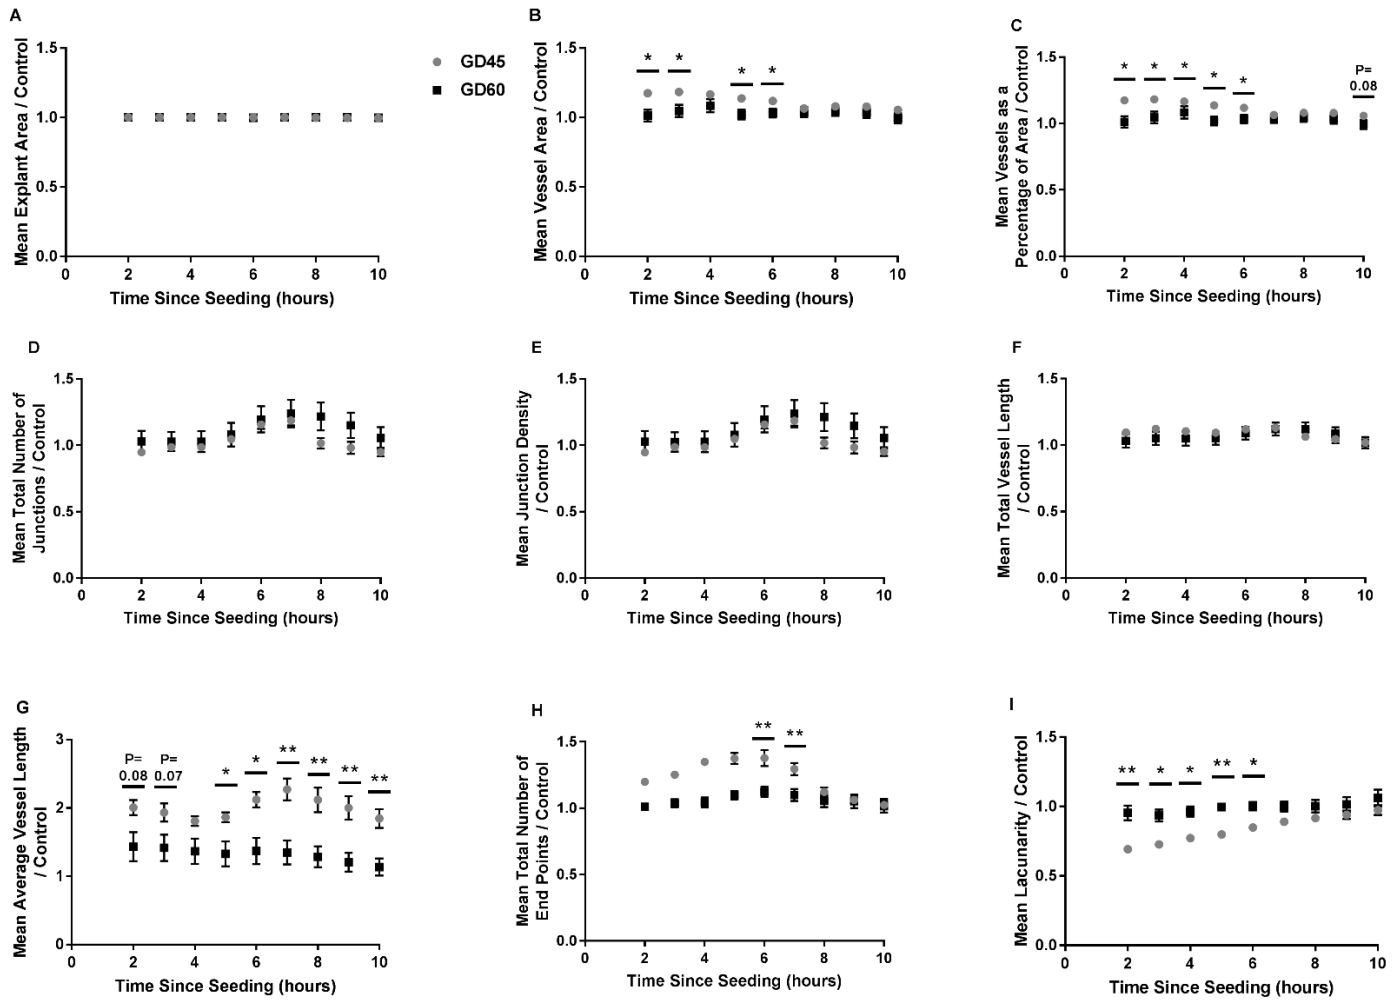 A
Mean Explant Area / Control
1.5
1.0
0.5
0.0
0 2 4 6 8 10
Time Since Seeding (hours)
GD45
GD60
B
Mean Vessel Area / Control
1.5
1.0
0.5
0.0
* * * *
0 2 4 6 8 10
Time Since Seeding (hours)
C
Mean Vessels as a
Percentage of Area / Control
1.5
1.0
0.5
0.0
* * * * *
P=
0.08
0 2 4 6 8 10
Time Since Seeding (hours)
D
Mean Total Number of
Junctions / Control
1.5
1.0
0.5
0.0
0 2 4 6 8 10
Time Since Seeding (hours)
E
Mean Junction Density
/ Control
1.5
1.0
0.5
0.0
0 2 4 6 8 10
Time Since Seeding (hours)
F
Mean Total Vessel Length
/ Control
1.5
1.0
0.5
0.0
0 2 4 6 8 10
Time Since Seeding (hours)
G
Mean Average Vessel Length
/ Control
3
2
1
0
P=
0.08
P=
0.07
* * ** ** ** **
0 2 4 6 8 10
Time Since Seeding (hours)
H
Mean Total Number of
End Points / Control
1.5
1.0
0.5
0.0
** **
0 2 4 6 8 10
Time Since Seeding (hours)
I
Mean Lacunarity / Control
1.5
1.0
0.5
0.0
** * * ** *
0 2 4 6 8 10
Time Since Seeding (hours)